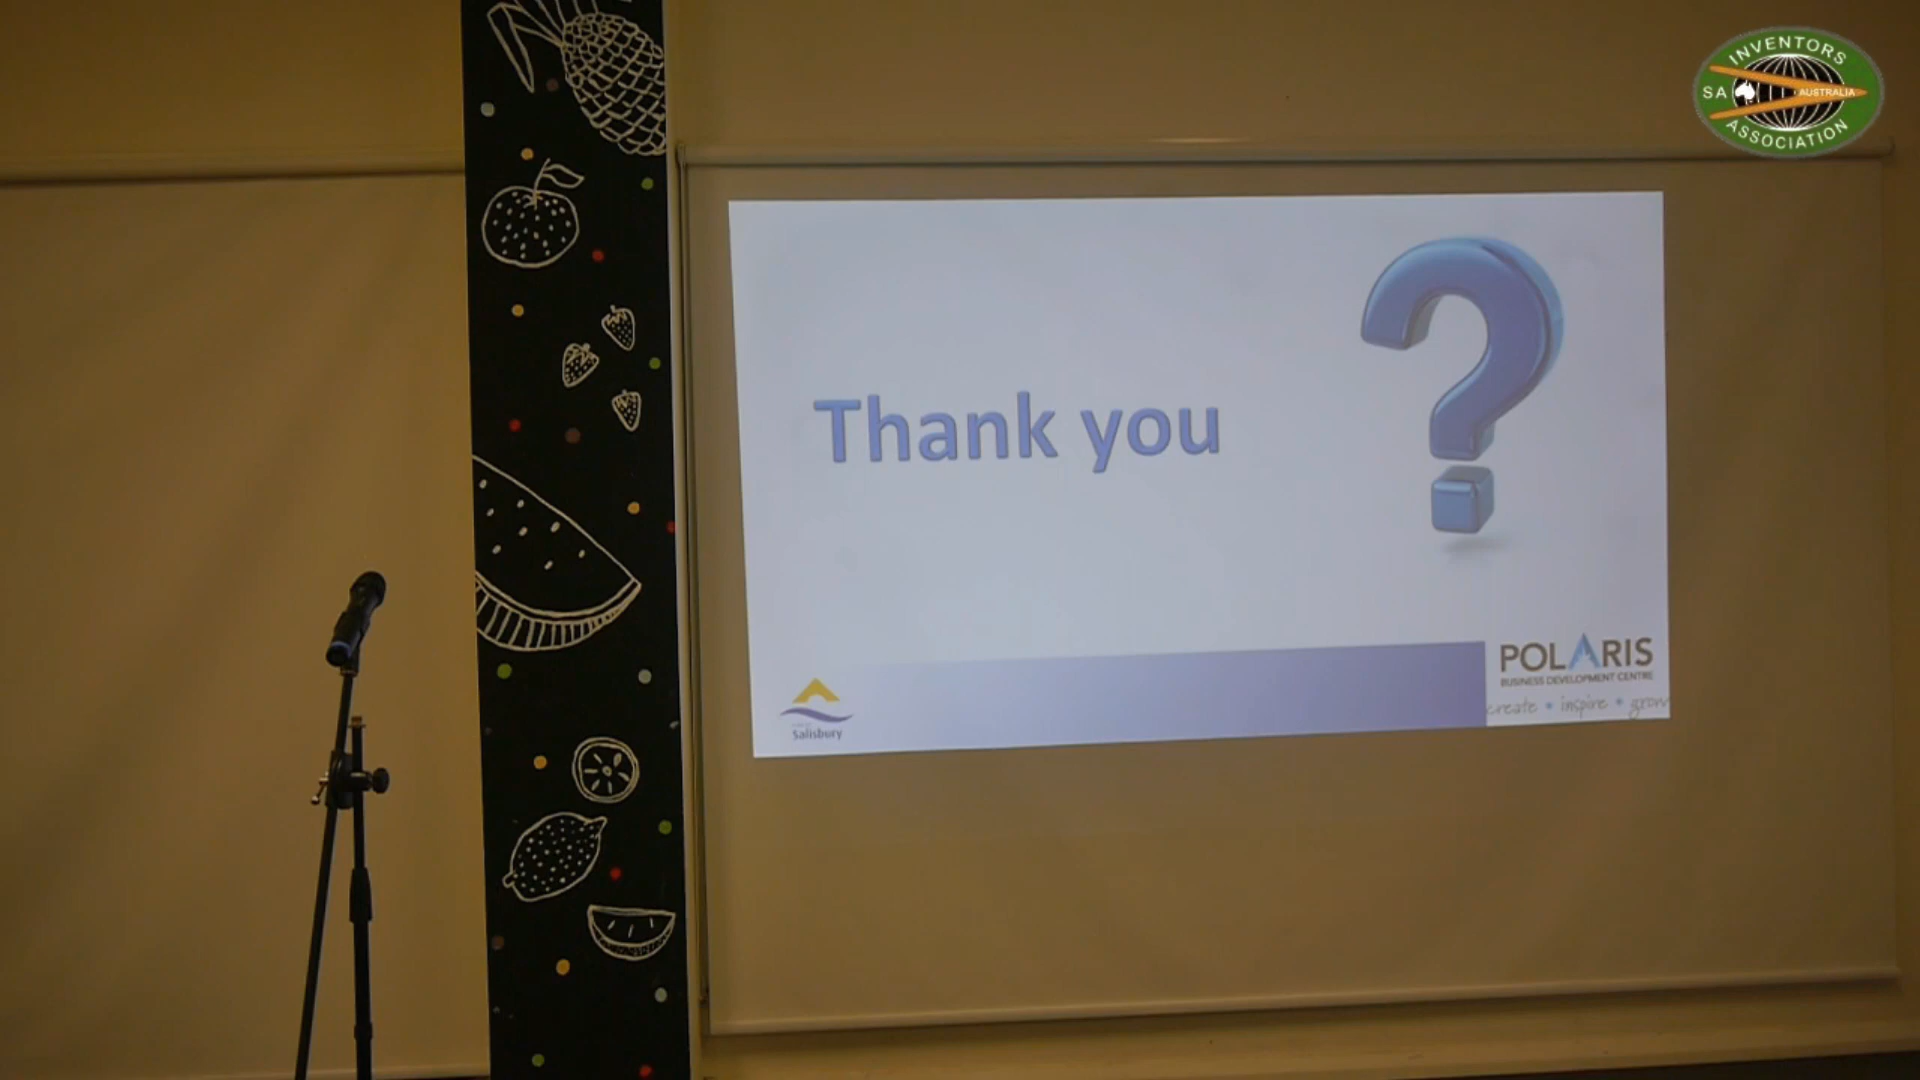 INVENTORS
SA AUSTRALIA
ASSOCIATION
Thank you
?
POLARIS
BUSINESS DEVELOPMENT CENTRE
create • inspire • grow
Salisbury